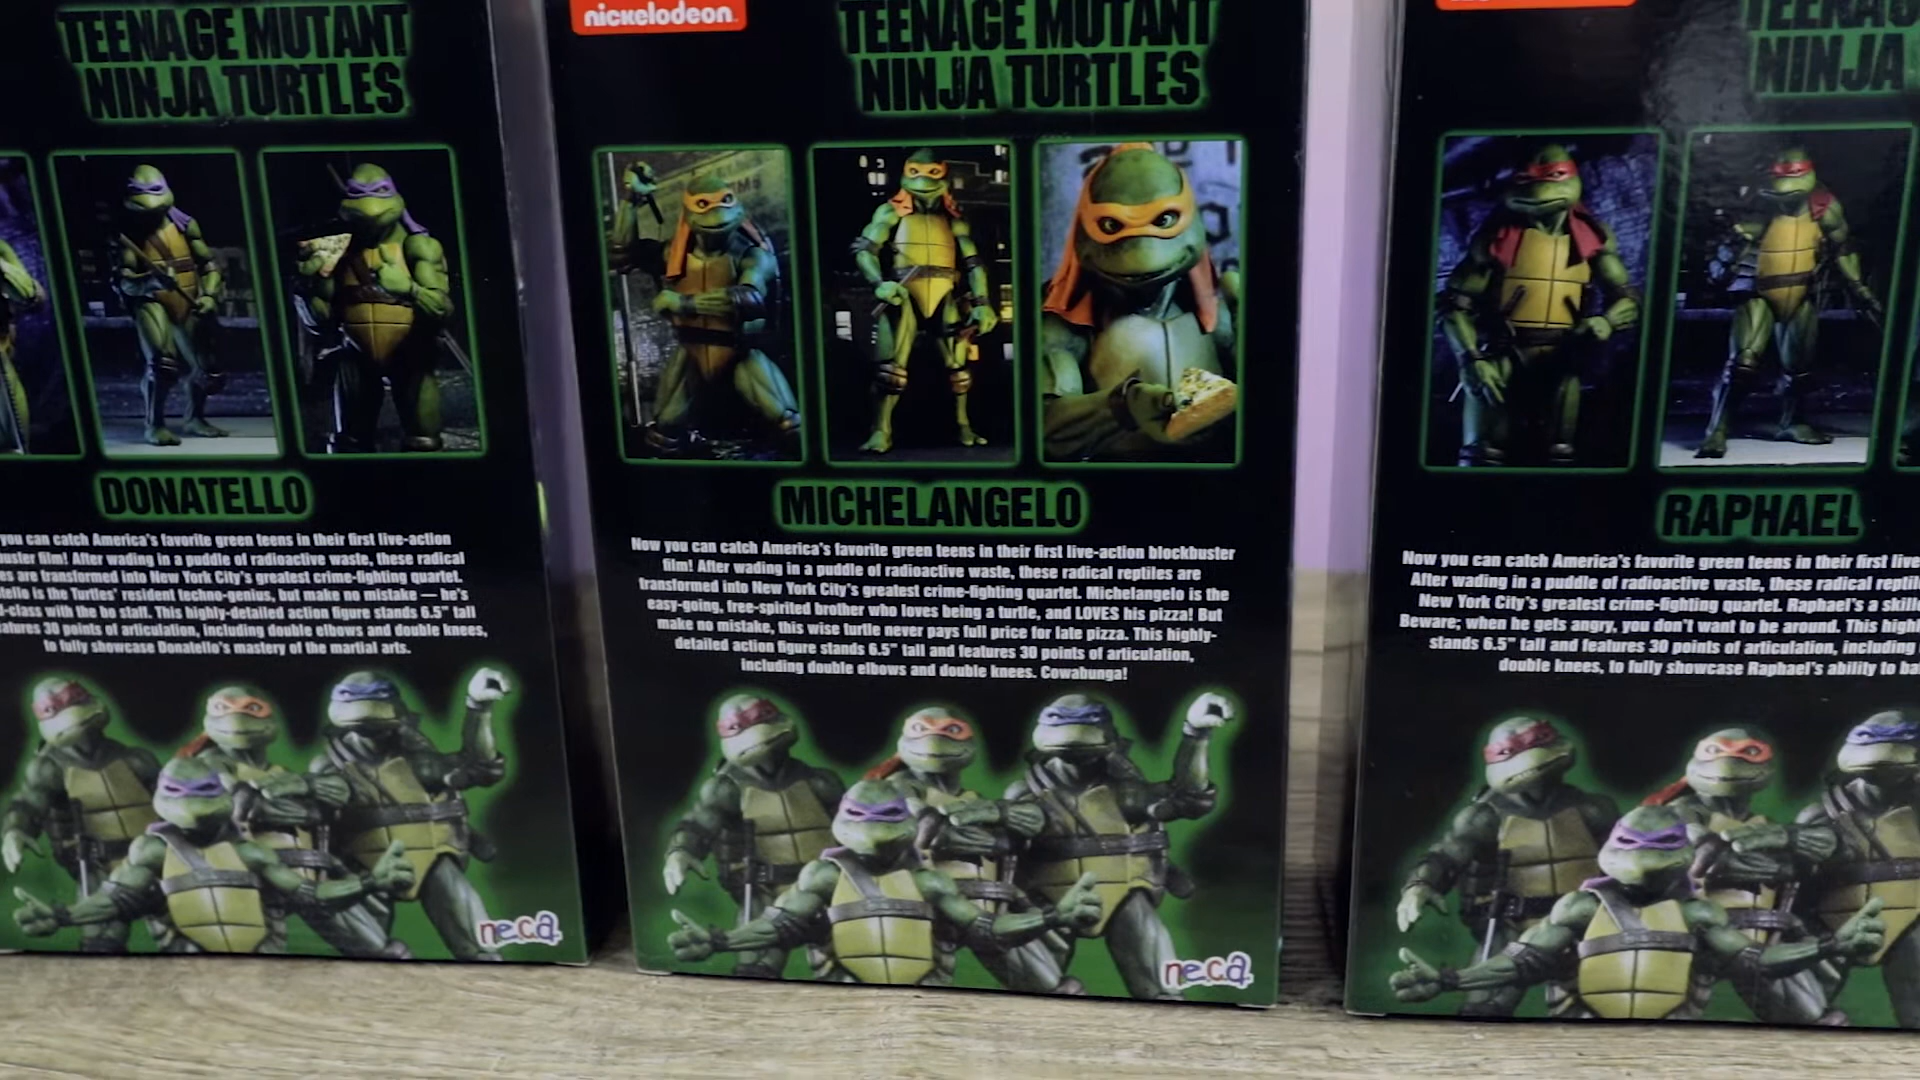 TEENAGE MUTANT
NINJA TURTLES
DONATELLO
you can catch America's favorite green teens in their first live-action
film! After wading in a puddle of radioactive waste, these radical
are transformed into New York City's greatest crime-fighting quartet.
is the Turtles' resident techno-genius, but make no mistake — he's
with the bo staff. This highly-detailed action figure stands 6.5" tall
30 points of articulation, including double elbows and double knees,
to fully showcase Donatello's mastery of the martial arts.
neca
nickelodeon
TEENAGE MUTANT
NINJA TURTLES
MICHELANGELO
Now you can catch America's favorite green teens in their first live-action blockbuster
film! After wading in a puddle of radioactive waste, these radical reptiles are
transformed into New York City's greatest crime-fighting quartet. Michelangelo is the
easy-going, free-spirited brother who loves being a turtle, and LOVES his pizza! But
make no mistake, this wise turtle never pays full price for late pizza. This highly-
detailed action figure stands 6.5" tall and features 30 points of articulation,
including double elbows and double knees. Cowabunga!
neca
NINJA
RAPHAEL
Now you can catch America's favorite green teens in their first
After wading in a puddle of radioactive waste, these radical
New York City's greatest crime-fighting quartet. Raphael's a
Beware; when he gets angry, you don't want to be around. This
stands 6.5" tall and features 30 points of articulation, including
double knees, to fully showcase Raphael's ability to